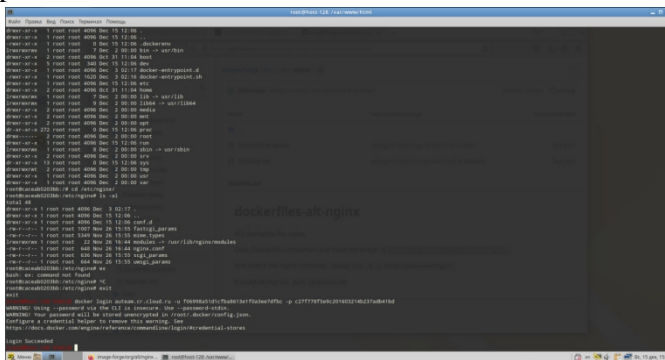 root@host-128:/var/www/html
Файл Правка Вид Поиск Терминал Помощь
drwxr-xr-x 1 root root 4096 Dec 15 12:06 .
drwxr-xr-x 1 root root 4096 Dec 15 12:06 ..
-rwxr-xr-x 1 root root 0 Dec 15 12:06 .dockerenv
lrwxrwxrwx 1 root root 7 Dec 2 00:00 bin -> usr/bin
drwxr-xr-x 2 root root 4096 Oct 31 11:04 boot
drwxr-xr-x 5 root root 340 Dec 15 12:06 dev
drwxr-xr-x 1 root root 4096 Dec 3 02:17 docker-entrypoint.d
-rwxr-xr-x 1 root root 1620 Dec 3 02:16 docker-entrypoint.sh
drwxr-xr-x 1 root root 4096 Dec 15 12:06 etc
drwxr-xr-x 2 root root 4096 Oct 31 11:04 home
lrwxrwxrwx 1 root root 7 Dec 2 00:00 lib -> usr/lib
lrwxrwxrwx 1 root root 9 Dec 2 00:00 lib64 -> usr/lib64
drwxr-xr-x 2 root root 4096 Dec 2 00:00 media
drwxr-xr-x 2 root root 4096 Dec 2 00:00 mnt
drwxr-xr-x 2 root root 4096 Dec 2 00:00 opt
dr-xr-xr-x 272 root root 0 Dec 15 12:06 proc
drwx------ 2 root root 4096 Dec 2 00:00 root
drwxr-xr-x 1 root root 4096 Dec 15 12:06 run
lrwxrwxrwx 1 root root 8 Dec 2 00:00 sbin -> usr/sbin
drwxr-xr-x 2 root root 4096 Dec 2 00:00 srv
dr-xr-xr-x 13 root root 0 Dec 15 12:06 sys
drwxrwxrwt 2 root root 4096 Dec 2 00:00 tmp
drwxr-xr-x 1 root root 4096 Dec 2 00:00 usr
drwxr-xr-x 1 root root 4096 Dec 2 00:00 var
cd /etc/nginx/
ls -al
total 48
drwxr-xr-x 1 root root 4096 Dec 3 02:17 .
drwxr-xr-x 1 root root 4096 Dec 15 12:06 ..
drwxr-xr-x 1 root root 4096 Dec 15 12:06 conf.d
-rw-r--r-- 1 root root 1007 Nov 26 15:55 fastcgi_params
-rw-r--r-- 1 root root 5349 Nov 26 15:55 mime.types
lrwxrwxrwx 1 root root 22 Nov 26 16:44 modules -> /usr/lib/nginx/modules
-rw-r--r-- 1 root root 648 Nov 26 16:44 nginx.conf
-rw-r--r-- 1 root root 636 Nov 26 15:55 scgi_params
-rw-r--r-- 1 root root 664 Nov 26 15:55 uwsgi_params
ex
bash: ex: command not found
^C
exit
exit
docker login
WARNING! Using --password via the CLI is insecure. Use --password-stdin.
WARNING! Your password will be stored unencrypted in /root/.docker/config.json.
Configure a credential helper to remove this warning. See
https://docs.docker.com/engine/reference/commandline/login/#credential-stores
Login Succeeded
dockerfiles-alt-nginx
Меню
root@host-128:/var/www/...